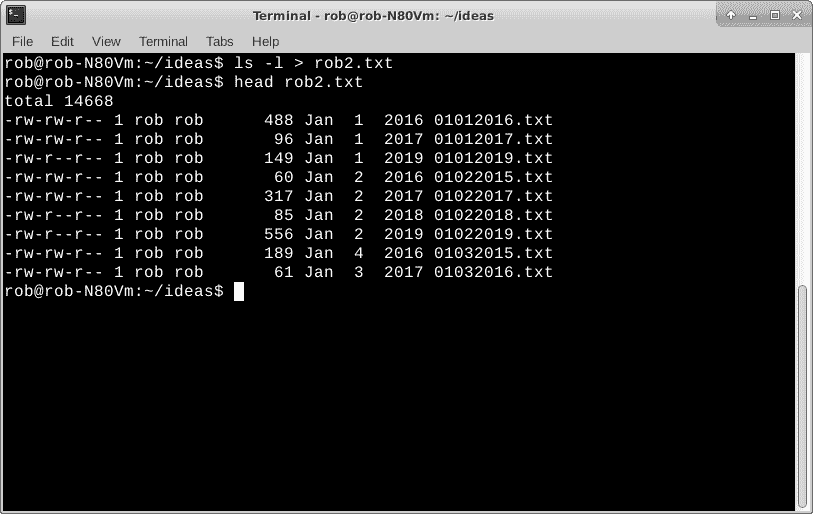 Terminal - rob@rob-N80Vm: ~/ideas
File Edit View Terminal Tabs Help
rob@rob-N80Vm:~/ideas$ ls -l > rob2.txt
rob@rob-N80Vm:~/ideas$ head rob2.txt
total 14668
-rw-rw-r-- 1 rob rob      488 Jan  1  2016 01012016.txt
-rw-rw-r-- 1 rob rob       96 Jan  1  2017 01012017.txt
-rw-r--r-- 1 rob rob      149 Jan  1  2019 01012019.txt
-rw-rw-r-- 1 rob rob       60 Jan  2  2016 01022015.txt
-rw-rw-r-- 1 rob rob      317 Jan  2  2017 01022017.txt
-rw-r--r-- 1 rob rob       85 Jan  2  2018 01022018.txt
-rw-r--r-- 1 rob rob      556 Jan  2  2019 01022019.txt
-rw-rw-r-- 1 rob rob      189 Jan  4  2016 01032015.txt
-rw-rw-r-- 1 rob rob       61 Jan  3  2017 01032016.txt
rob@rob-N80Vm:~/ideas$